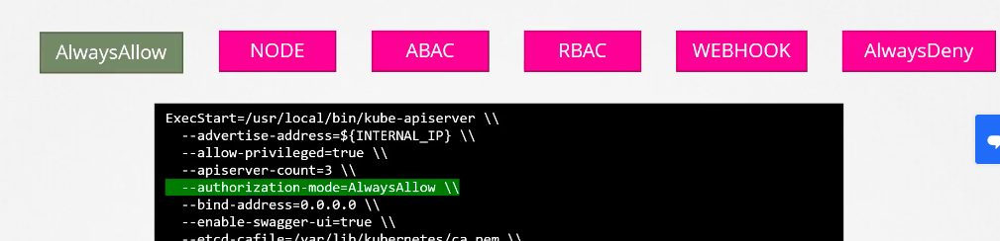 AlwaysAllow NODE ABAC RBAC WEBHOOK AlwaysDeny
ExecStart=/usr/local/bin/kube-apiserver \\
--advertise-address=${INTERNAL_IP} \\
--allow-privileged=true \\
--apiserver-count=3 \\
--authorization-mode=AlwaysAllow \\
--bind-address=0.0.0.0 \\
--enable-swagger-ui=true \\
--etcd-cafile=/var/lib/kubernetes/ca.pem \\